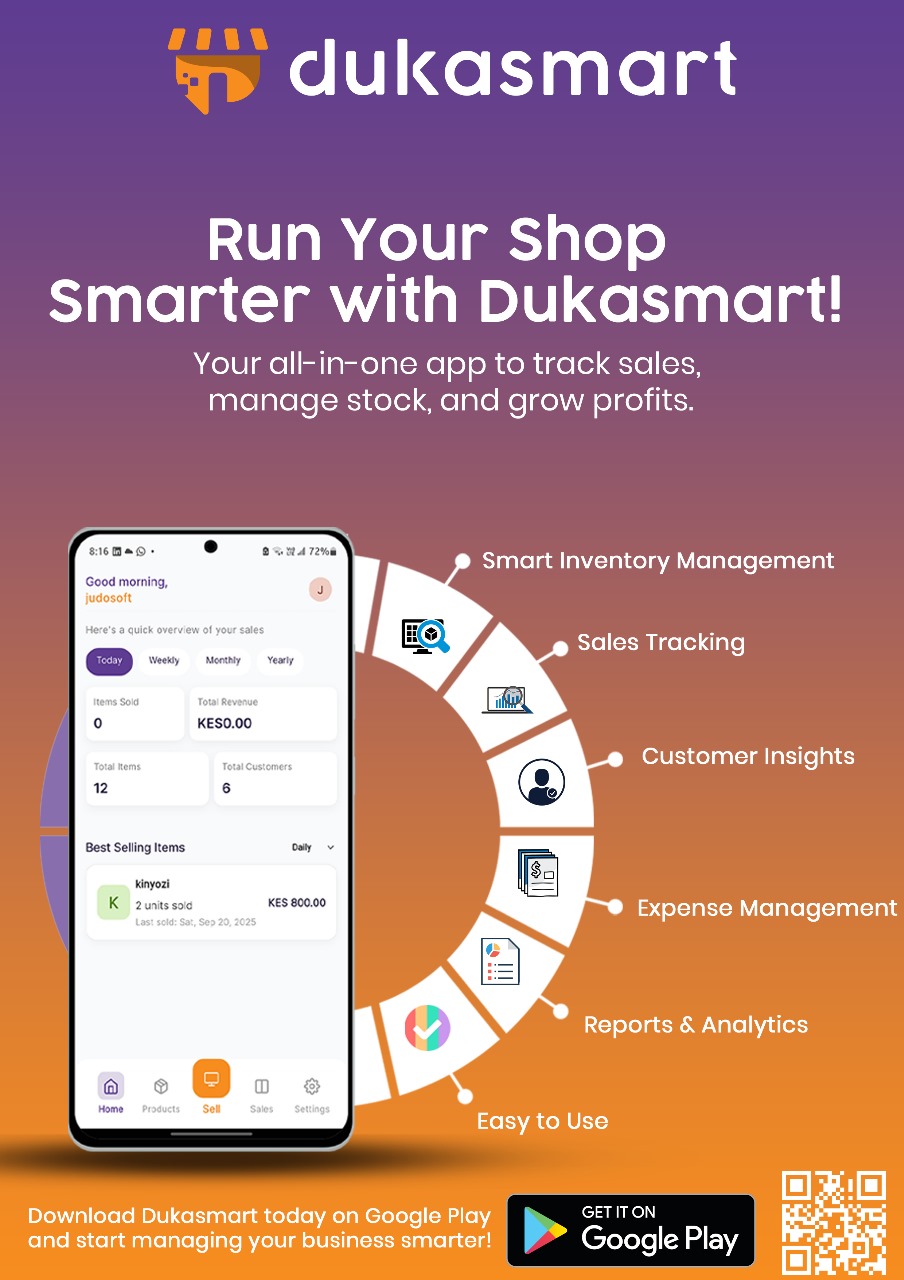 dukasmart
Run Your Shop
Smarter with Dukasmart!
Your all-in-one app to track sales,
manage stock, and grow profits.
8:16
72%
Good morning,
judosoft
J
Here's a quick overview of your sales
Today Weekly Monthly Yearly
Items Sold
0
Total Revenue
KES0.00
Total Items
12
Total Customers
6
Best Selling Items
Daily
K
kinyozi
2 units sold
KES 800.00
Last sold: Sat, Sep 20, 2025
Home Products Sell Sales Settings
Smart Inventory Management
Sales Tracking
Customer Insights
Expense Management
Reports & Analytics
Easy to Use
Download Dukasmart today on Google Play
and start managing your business smarter!
GET IT ON
Google Play